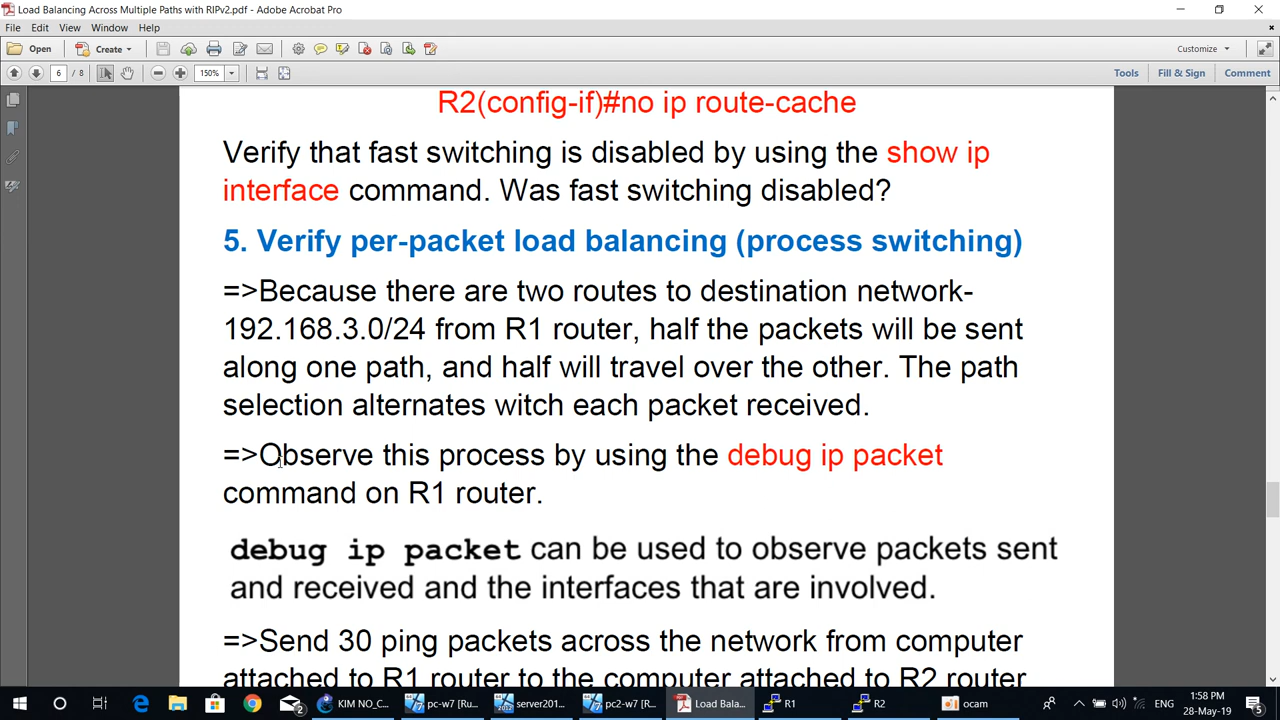 Load Balancing Across Multiple Paths with RIPv2.pdf - Adobe Acrobat Pro
File Edit View Window Help
Open Create Customize
6 / 8 150% Tools Fill & Sign Comment
R2(config-if)#no ip route-cache
Verify that fast switching is disabled by using the show ip
interface command. Was fast switching disabled?
5. Verify per-packet load balancing (process switching)
=>Because there are two routes to destination network-
192.168.3.0/24 from R1 router, half the packets will be sent
along one path, and half will travel over the other. The path
selection alternates witch each packet received.
=>Observe this process by using the debug ip packet
command on R1 router.
debug ip packet can be used to observe packets sent
and received and the interfaces that are involved.
=>Send 30 ping packets across the network from computer
attached to R1 router to the computer attached to R2 router
KIM NO_C... pc-w7 [Ru... server201... pc2-w7 [R... Load Bala... R1 R2 ocam ENG
1:58 PM
28-May-19
2
5